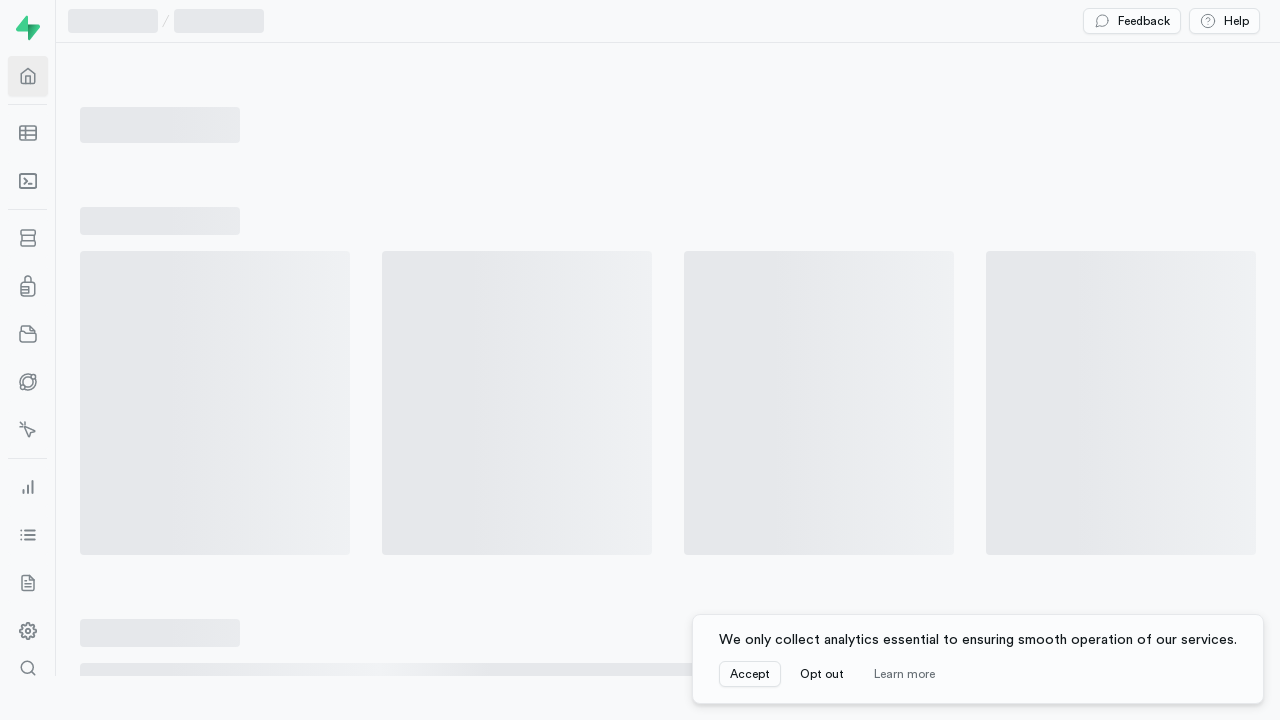 /
Feedback
Help
We only collect analytics essential to ensuring smooth operation of our services.
Accept
Opt out
Learn more